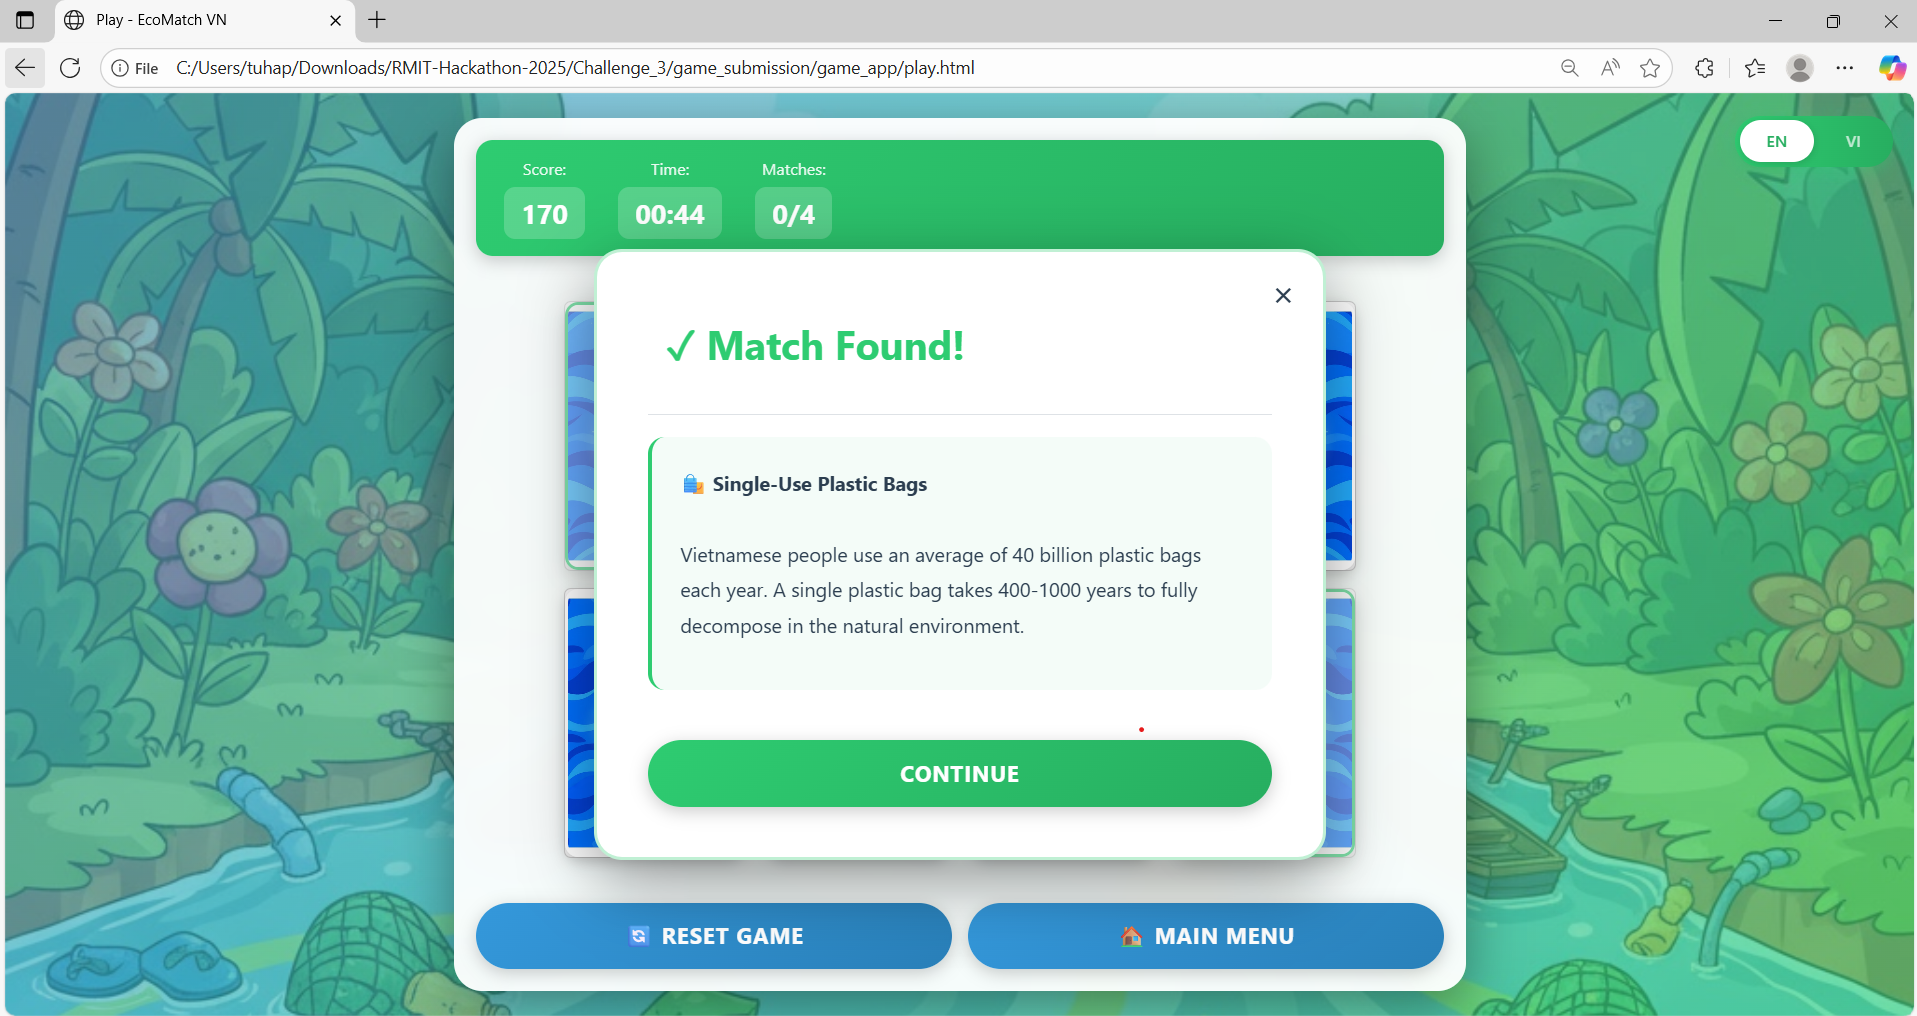 Play - EcoMatch VN
File
C:/Users/tuhap/Downloads/RMIT-Hackathon-2025/Challenge_3/game_submission/game_app/play.html
EN
VI
Score:
Time:
Matches:
170
00:44
0/4
✓ Match Found!
Single-Use Plastic Bags
Vietnamese people use an average of 40 billion plastic bags
each year. A single plastic bag takes 400-1000 years to fully
decompose in the natural environment.
CONTINUE
RESET GAME
MAIN MENU